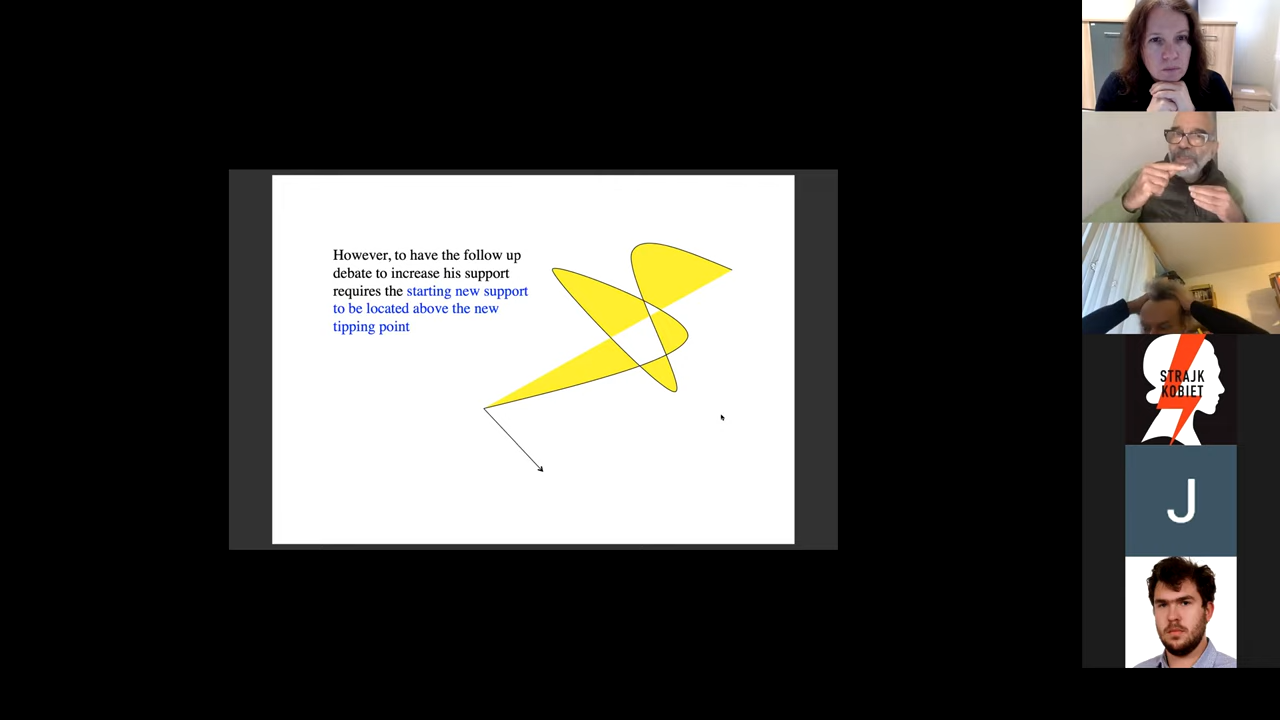 However, to have the follow up
debate to increase his support
requires the starting new support
to be located above the new
tipping point
STRAJK
KOBIET
J